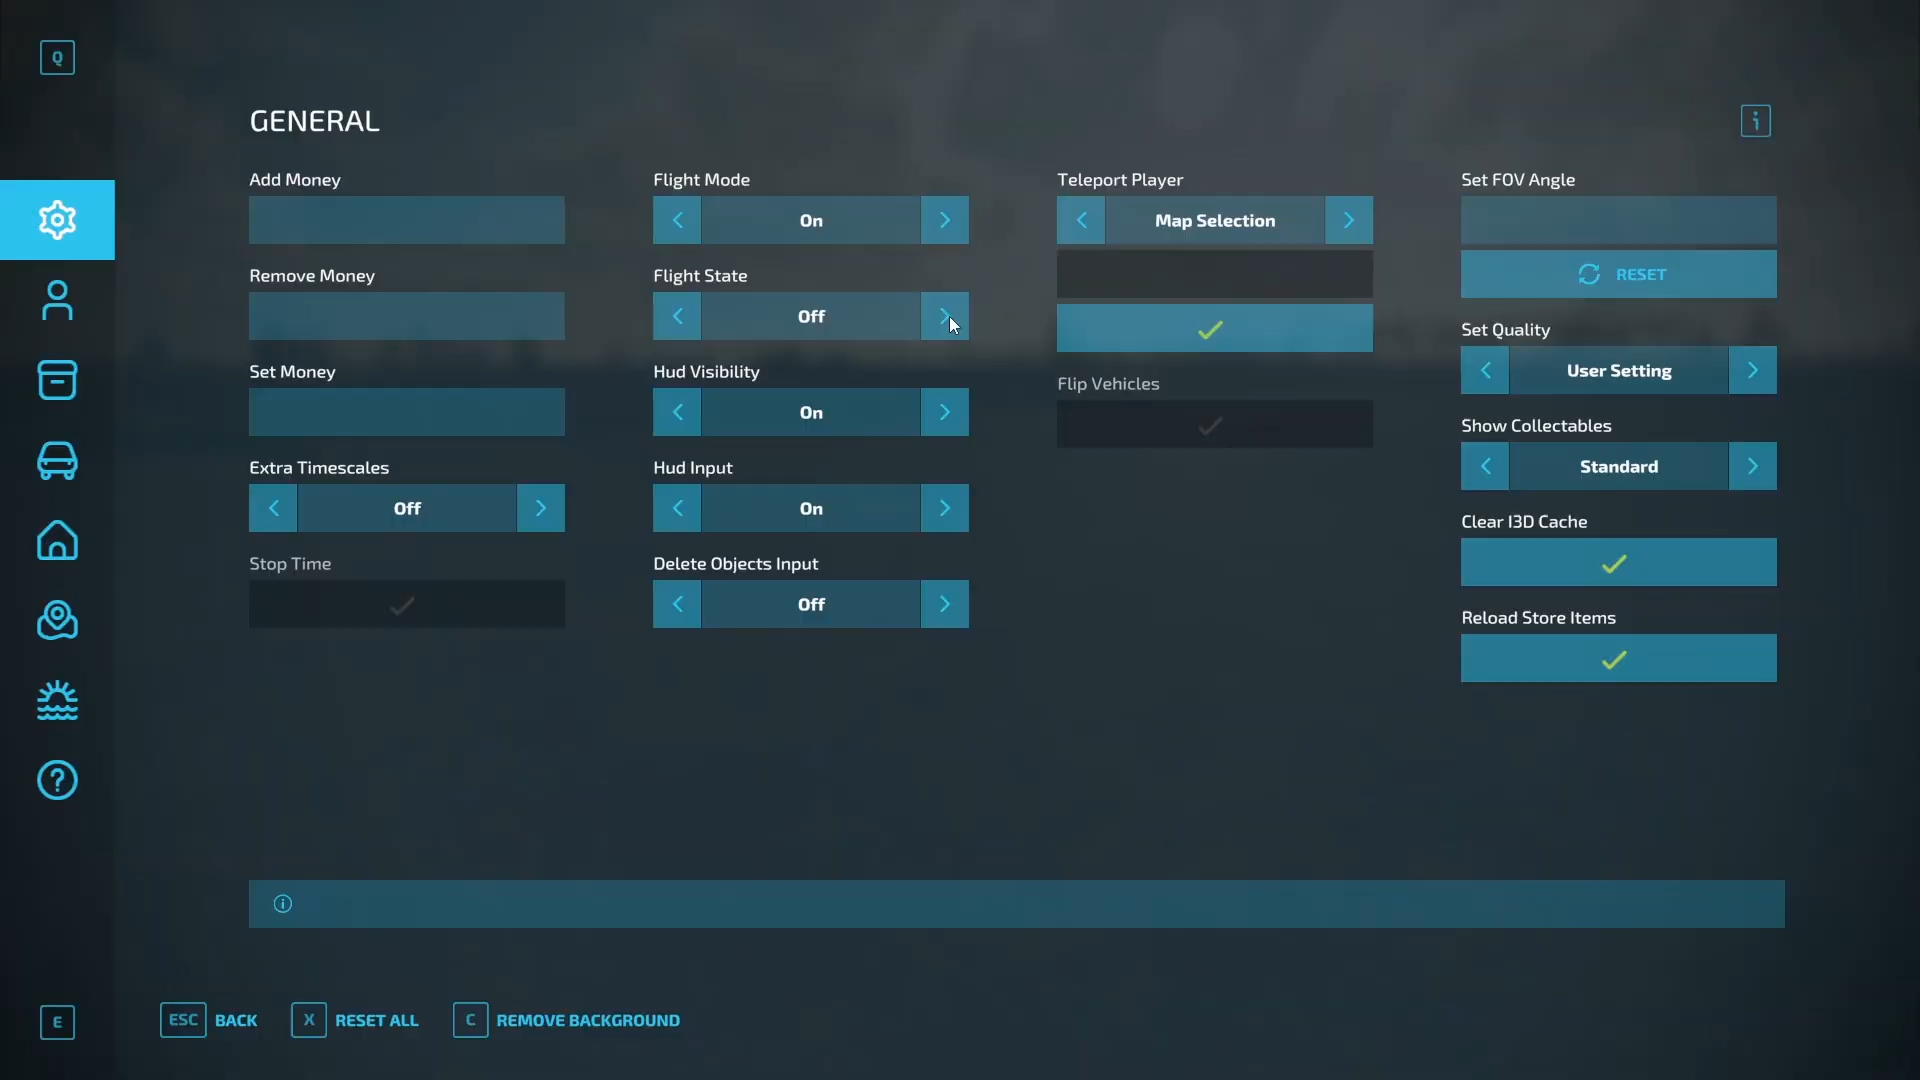 Q
GENERAL
i
Add Money
Remove Money
Set Money
Extra Timescales
Off
Stop Time
Flight Mode
On
Flight State
Off
Hud Visibility
On
Hud Input
On
Delete Objects Input
Off
Teleport Player
Map Selection
Flip Vehicles
Set FOV Angle
RESET
Set Quality
User Setting
Show Collectables
Standard
Clear I3D Cache
Reload Store Items
E
ESC BACK X RESET ALL C REMOVE BACKGROUND